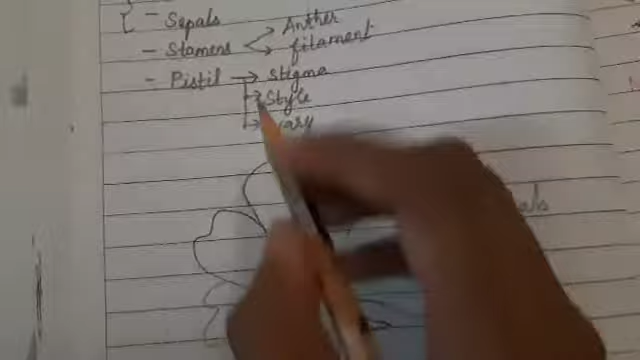 - Sepals
- Stamens Anther
filament
- Pistil → Stigma
→ Style